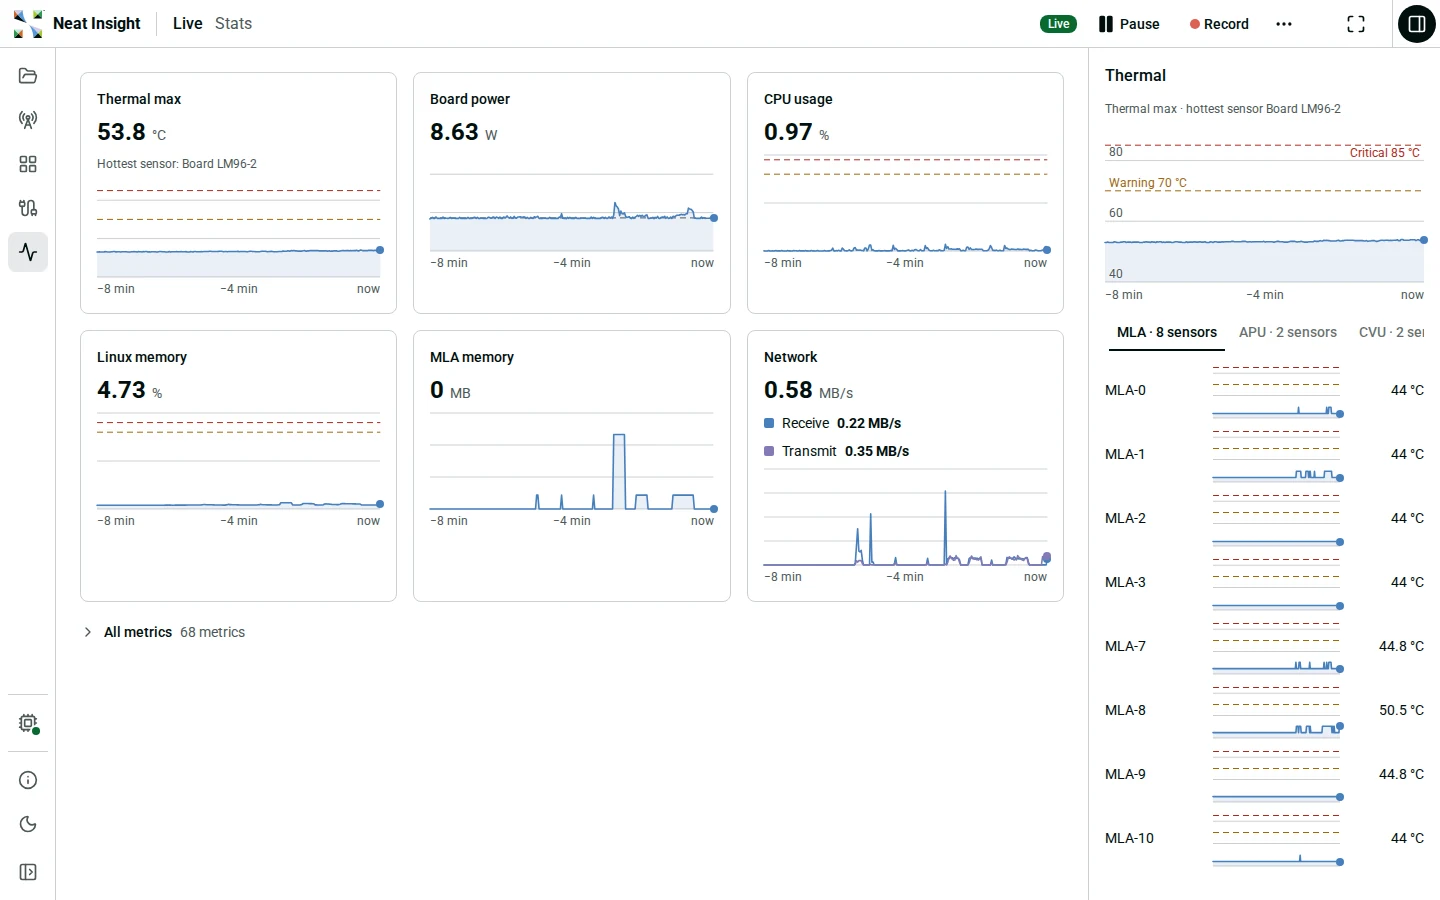 Neat Insight
Live
Stats
Live
Pause
Record
Thermal max
53.8 °C
Hottest sensor: Board LM96-2
−8 min
−4 min
now
Board power
8.63 W
−8 min
−4 min
now
CPU usage
0.97 %
−8 min
−4 min
now
Linux memory
4.73 %
−8 min
−4 min
now
MLA memory
0 MB
−8 min
−4 min
now
Network
0.58 MB/s
Receive 0.22 MB/s
Transmit 0.35 MB/s
−8 min
−4 min
now
All metrics 68 metrics
Thermal
Thermal max · hottest sensor Board LM96-2
80
Critical 85 °C
Warning 70 °C
60
40
−8 min
−4 min
now
MLA · 8 sensors
APU · 2 sensors
CVU · 2 ser
MLA-0 44 °C
MLA-1 44 °C
MLA-2 44 °C
MLA-3 44 °C
MLA-7 44.8 °C
MLA-8 50.5 °C
MLA-9 44.8 °C
MLA-10 44 °C